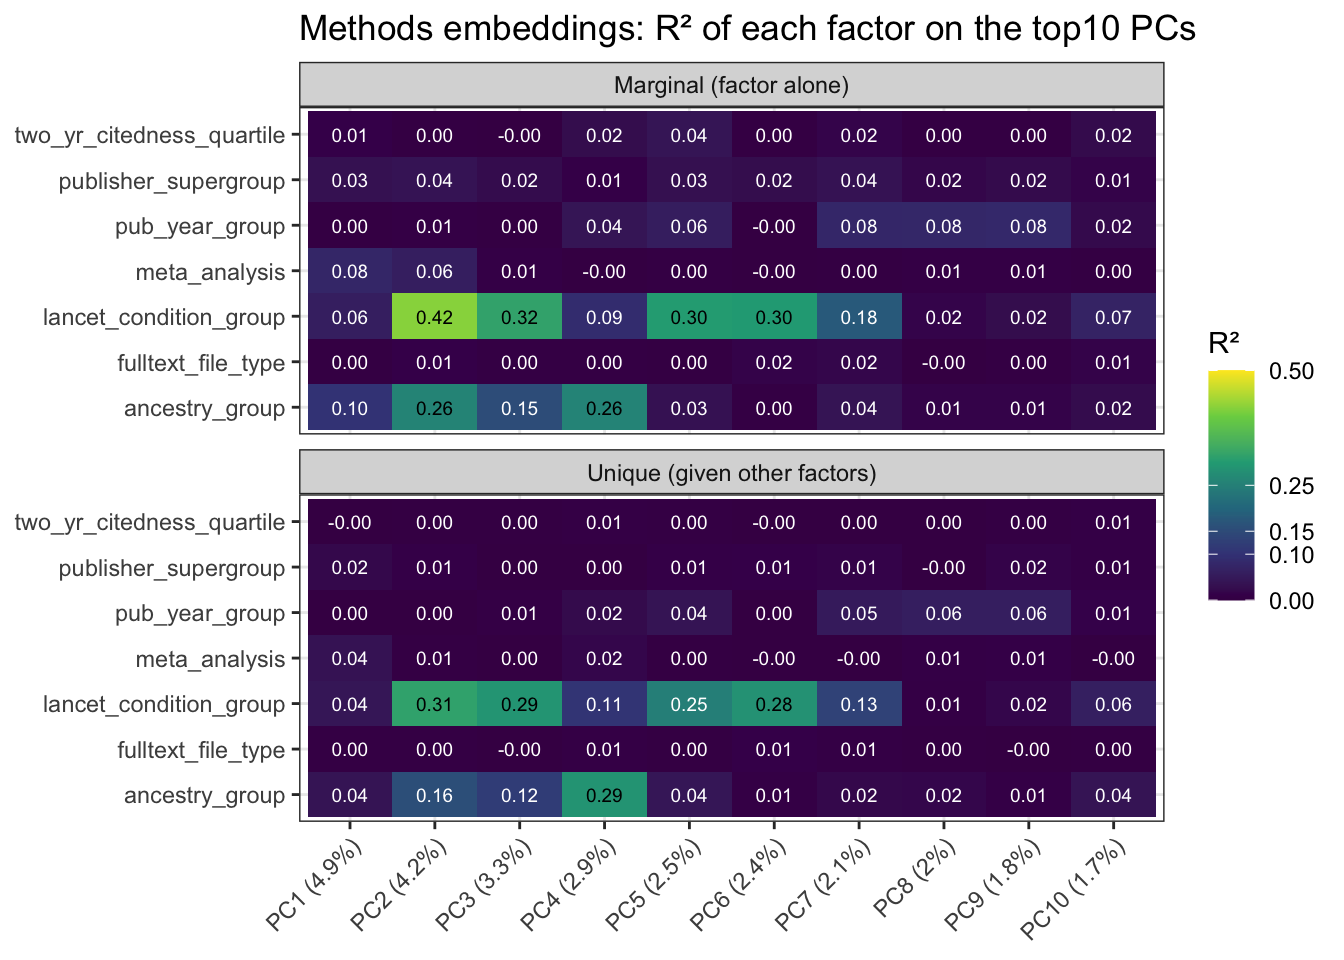 Methods embeddings: R² of each factor on the top10 PCs
Marginal (factor alone)
two_yr_citedness_quartile 0.01 0.00 -0.00 0.02 0.04 0.00 0.02 0.00 0.00 0.02
publisher_supergroup 0.03 0.04 0.02 0.01 0.03 0.02 0.04 0.02 0.02 0.01
pub_year_group 0.00 0.01 0.00 0.04 0.06 -0.00 0.08 0.08 0.08 0.02
meta_analysis 0.08 0.06 0.01 -0.00 0.00 -0.00 0.00 0.01 0.01 0.00
lancet_condition_group 0.06 0.42 0.32 0.09 0.30 0.30 0.18 0.02 0.02 0.07
fulltext_file_type 0.00 0.01 0.00 0.00 0.00 0.02 0.02 -0.00 0.00 0.01
ancestry_group 0.10 0.26 0.15 0.26 0.03 0.00 0.04 0.01 0.01 0.02
Unique (given other factors)
two_yr_citedness_quartile -0.00 0.00 0.00 0.01 0.00 -0.00 0.00 0.00 0.00 0.01
publisher_supergroup 0.02 0.01 0.00 0.00 0.01 0.01 0.01 -0.00 0.02 0.01
pub_year_group 0.00 0.00 0.01 0.02 0.04 0.00 0.05 0.06 0.06 0.01
meta_analysis 0.04 0.01 0.00 0.02 0.00 -0.00 -0.00 0.01 0.01 -0.00
lancet_condition_group 0.04 0.31 0.29 0.11 0.25 0.28 0.13 0.01 0.02 0.06
fulltext_file_type 0.00 0.00 -0.00 0.01 0.00 0.01 0.01 0.00 -0.00 0.00
ancestry_group 0.04 0.16 0.12 0.29 0.04 0.01 0.02 0.02 0.01 0.04
PC1 (4.9%) PC2 (4.2%) PC3 (3.3%) PC4 (2.9%) PC5 (2.5%) PC6 (2.4%) PC7 (2.1%) PC8 (2%) PC9 (1.8%) PC10 (1.7%)
R²
0.50
0.25
0.15
0.10
0.00